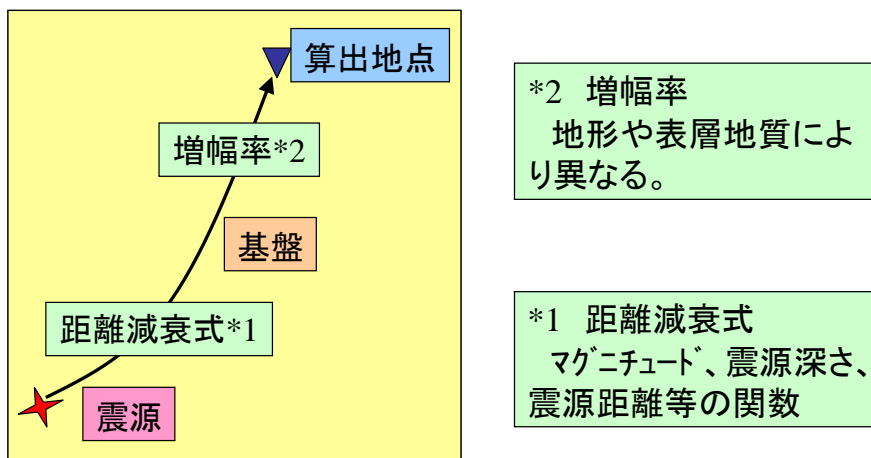 算出地点
増幅率*2
基盤
距離減衰式*1
震源
*2 増幅率
地形や表層地質によ
り異なる。
*1 距離減衰式
ﾏｸﾞﾆﾁｭｰﾄﾞ、震源深さ、
震源距離等の関数